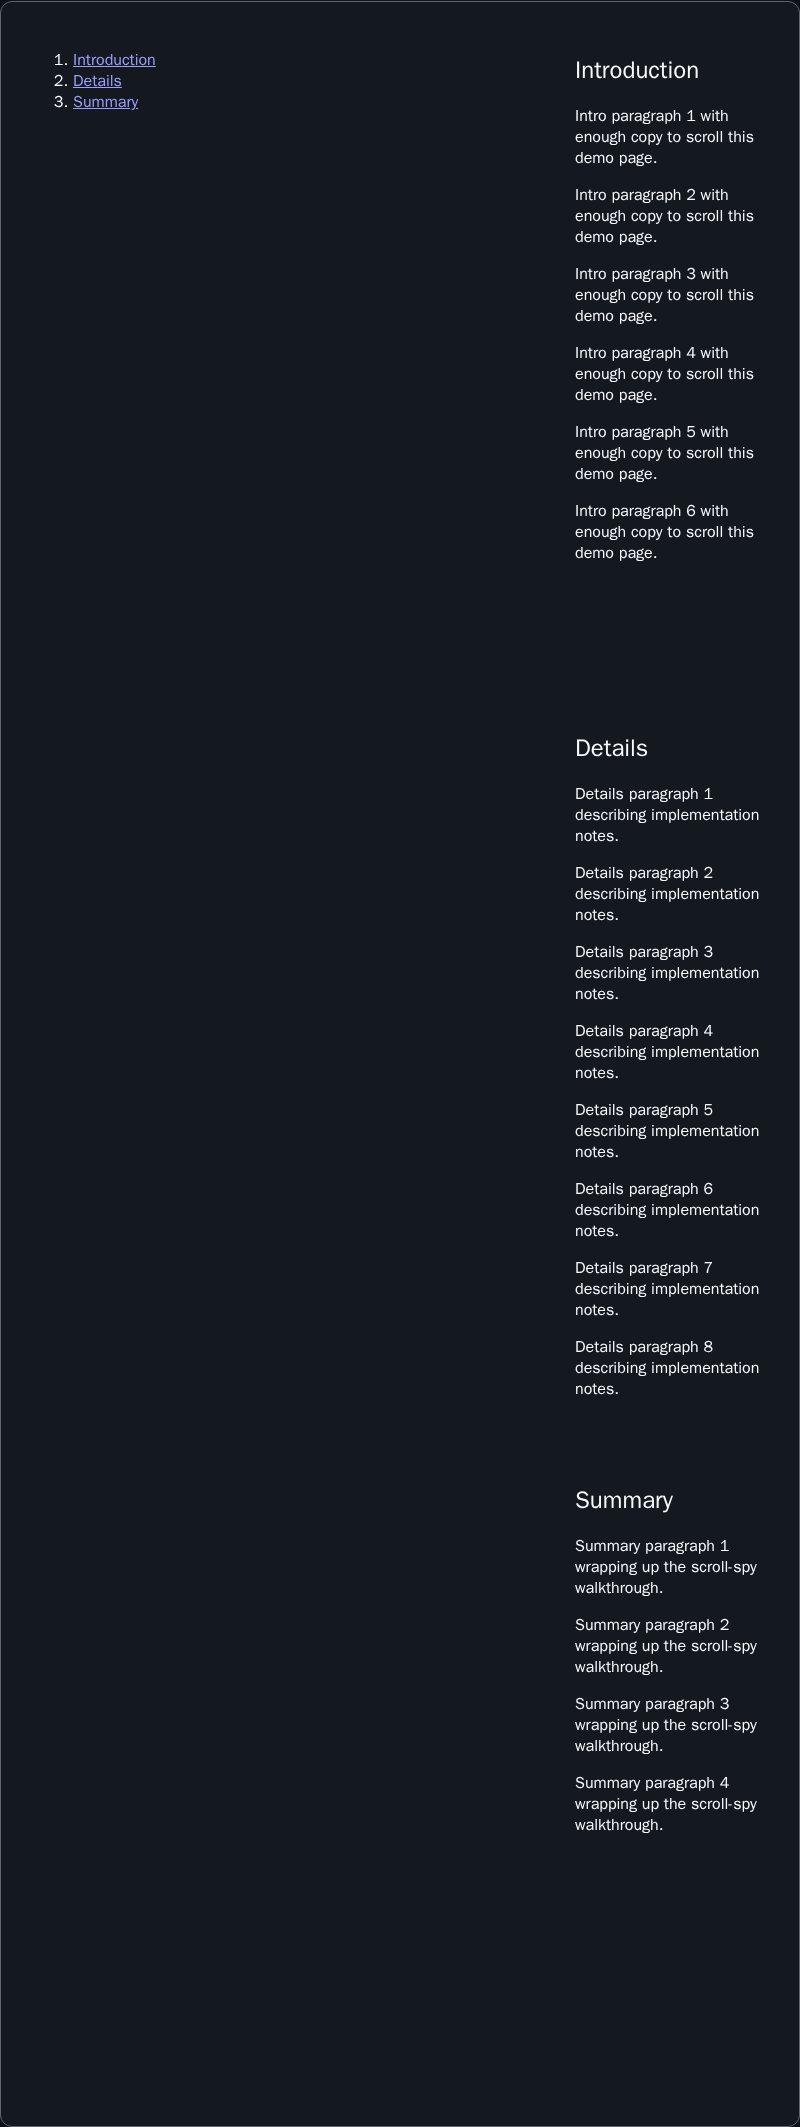 1. Introduction
2. Details
3. Summary
Introduction
Intro paragraph 1 with
enough copy to scroll this
demo page.
Intro paragraph 2 with
enough copy to scroll this
demo page.
Intro paragraph 3 with
enough copy to scroll this
demo page.
Intro paragraph 4 with
enough copy to scroll this
demo page.
Intro paragraph 5 with
enough copy to scroll this
demo page.
Intro paragraph 6 with
enough copy to scroll this
demo page.
Details
Details paragraph 1
describing implementation
notes.
Details paragraph 2
describing implementation
notes.
Details paragraph 3
describing implementation
notes.
Details paragraph 4
describing implementation
notes.
Details paragraph 5
describing implementation
notes.
Details paragraph 6
describing implementation
notes.
Details paragraph 7
describing implementation
notes.
Details paragraph 8
describing implementation
notes.
Summary
Summary paragraph 1
wrapping up the scroll-spy
walkthrough.
Summary paragraph 2
wrapping up the scroll-spy
walkthrough.
Summary paragraph 3
wrapping up the scroll-spy
walkthrough.
Summary paragraph 4
wrapping up the scroll-spy
walkthrough.